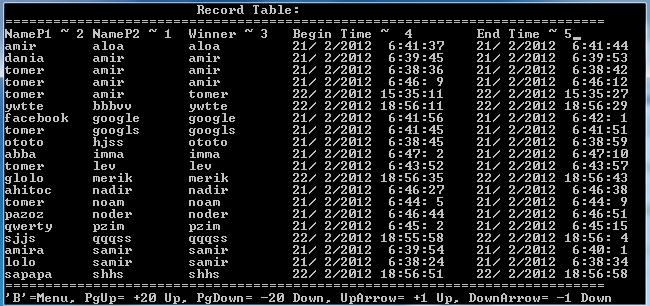 Record Table:
================================================================================
NameP1 ~ 2 NameP2 ~ 1  Winner ~ 3   Begin Time ~  4        End Time ~ 5_
amir       aloa        aloa         21/ 2/2012  6:41:37    21/ 2/2012  6:41:44
dania      amir        amir         21/ 2/2012  6:39:45    21/ 2/2012  6:39:53
tomer      amir        amir         21/ 2/2012  6:38:36    21/ 2/2012  6:38:42
tomer      amir        amir         21/ 2/2012  6:46: 9    21/ 2/2012  6:46:12
tomer      amir        tomer        22/ 2/2012 15:35:11    22/ 2/2012 15:35:27
ywtte      bbbvv       ywtte        22/ 2/2012 18:56:11    22/ 2/2012 18:56:29
facebook   google      google       21/ 2/2012  6:41:56    21/ 2/2012  6:42: 1
tomer      googls      googls       21/ 2/2012  6:41:45    21/ 2/2012  6:41:51
ototo      hjss        ototo        21/ 2/2012  6:38:45    21/ 2/2012  6:38:59
abba       imma        imma         21/ 2/2012  6:47: 2    21/ 2/2012  6:47:10
tomer      lev         lev          21/ 2/2012  6:43:52    21/ 2/2012  6:43:57
glolo      merik       merik        22/ 2/2012 18:56:35    22/ 2/2012 18:56:43
ahitoc     nadir       nadir        21/ 2/2012  6:46:27    21/ 2/2012  6:46:38
tomer      noam        noam         21/ 2/2012  6:44: 5    21/ 2/2012  6:44: 9
pazoz      noder       noder        21/ 2/2012  6:46:44    21/ 2/2012  6:46:51
qwerty     pzim        pzim         21/ 2/2012  6:45: 2    21/ 2/2012  6:45:15
sjjs       qqqss       qqqss        22/ 2/2012 18:55:58    22/ 2/2012 18:56: 4
amira      samir       samir        21/ 2/2012  6:39:54    21/ 2/2012  6:40: 1
lolo       samir       samir        21/ 2/2012  6:38:24    21/ 2/2012  6:38:34
sapapa     shhs        shhs         22/ 2/2012 18:56:51    22/ 2/2012 18:56:58
================================================================================
'B'=Menu, PgUp= +20 Up, PgDown= -20 Down, UpArrow= +1 Up, DownArrow= -1 Down